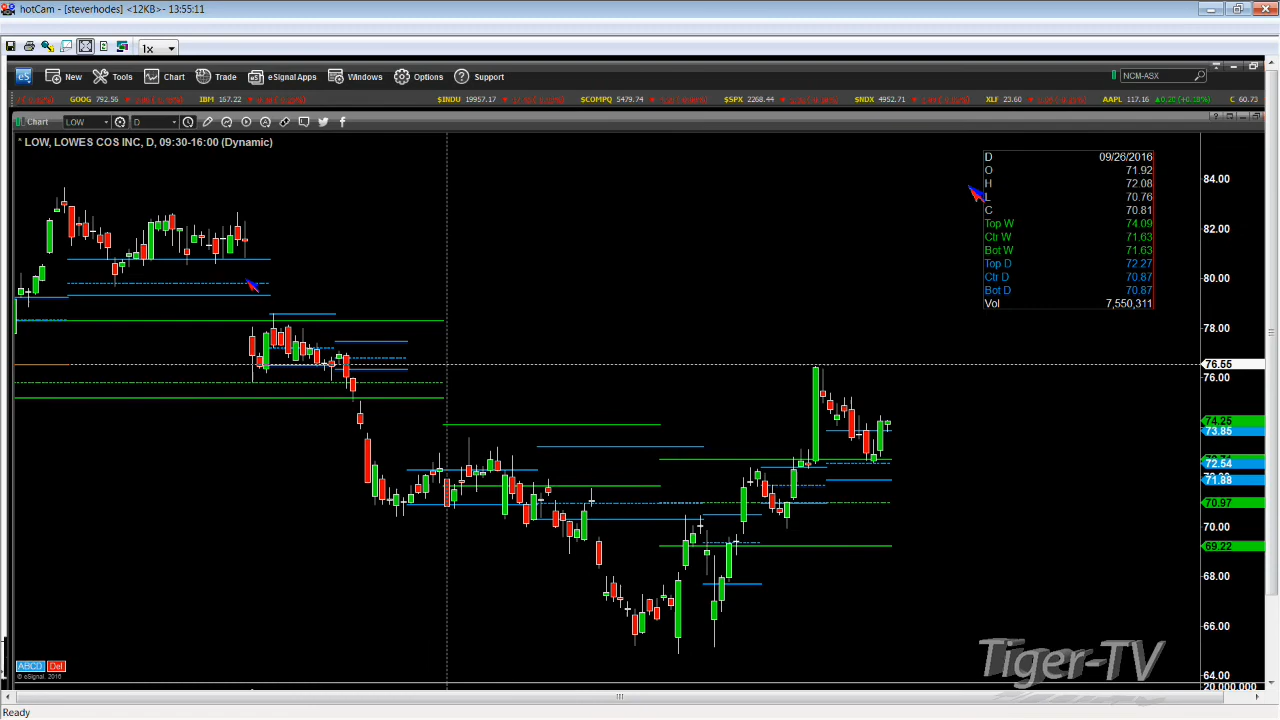 hotCam - [steverhodes] <12KB> - 13:55:11
1x
eS New Tools Chart Trade eSignal Apps Windows Options Support NCM-ASX
GOOG 792.56 IBM 167.22 $INDU 19957.17 $COMPQ 5479.74 $SPX 2268.44 $NDX 4952.71 XLF 23.60 AAPL 117.16 +0.20 (+0.18%) C 60.73
Chart LOW D
* LOW, LOWES COS INC, D, 09:30-16:00 (Dynamic)
D 09/26/2016
O 71.92
H 72.08
L 70.76
C 70.81
Top W 74.09
Ctr W 71.63
Bot W 71.63
Top D 72.27
Ctr D 70.87
Bot D 70.87
Vol 7,550,311
84.00
82.00
80.00
78.00
76.55
76.00
74.25
73.85
72.54
71.88
70.97
70.00
69.22
68.00
66.00
64.00
20,000,000
Tiger-TV
ABCD Del
© eSignal, 2016
Ready